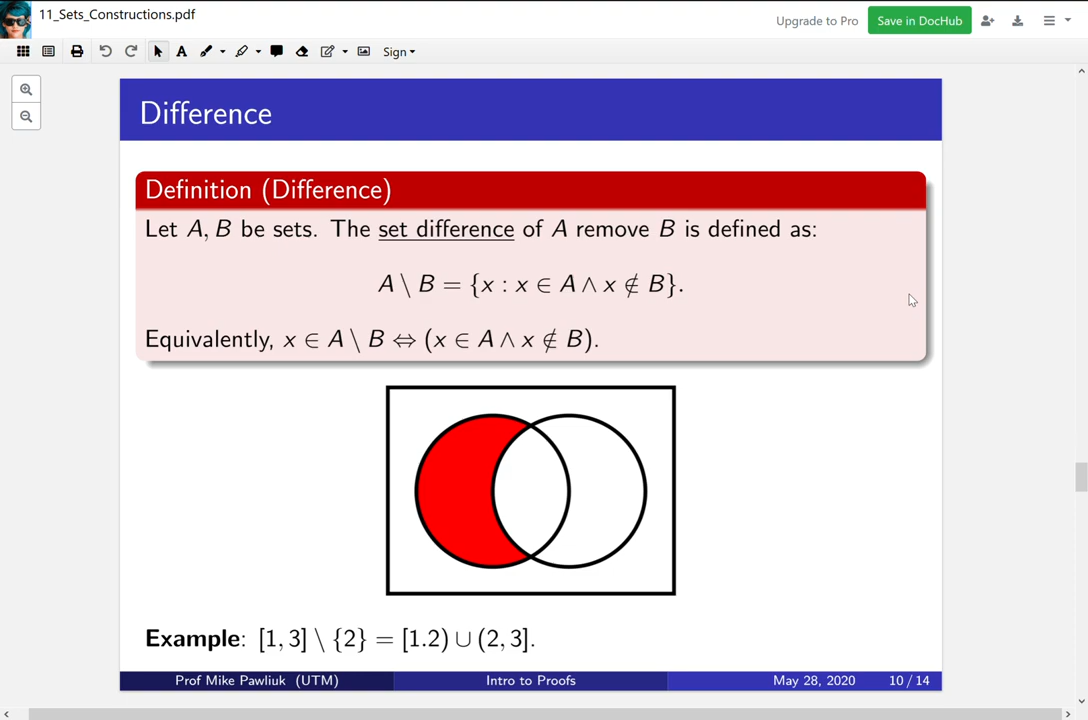 11_Sets_Constructions.pdf
Upgrade to Pro
Save in DocHub
Sign
Difference
Definition (Difference)
Let A, B be sets. The set difference of A remove B is defined as:
A \ B = {x : x ∈ A ∧ x ∉ B}.
Equivalently, x ∈ A \ B ⇔ (x ∈ A ∧ x ∉ B).
Example: [1, 3] \ {2} = [1.2) ∪ (2, 3].
Prof Mike Pawliuk (UTM) Intro to Proofs May 28, 2020 10 / 14